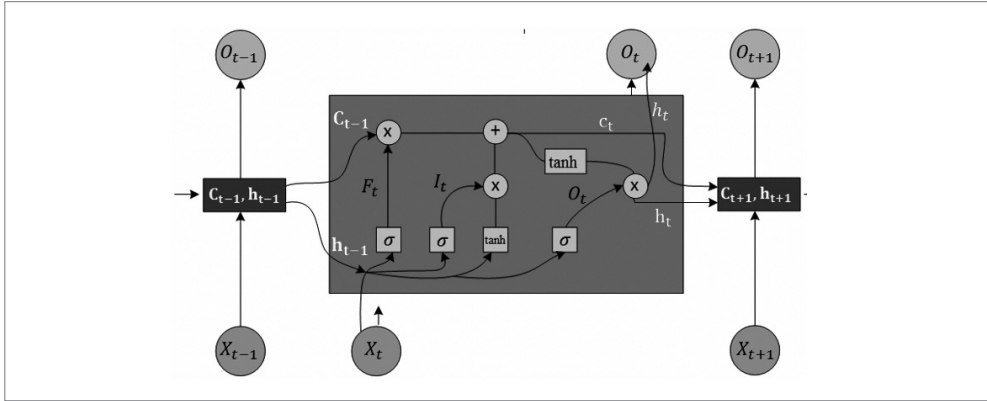 O_{t-1}
O_t
O_{t+1}
C_{t-1}
x
+
c_t
h_t
tanh
F_t
I_t
x
O_t
x
C_{t-1}, h_{t-1}
C_{t+1}, h_{t+1}
h_t
h_{t-1}
σ
σ
tanh
σ
X_{t-1}
X_t
X_{t+1}